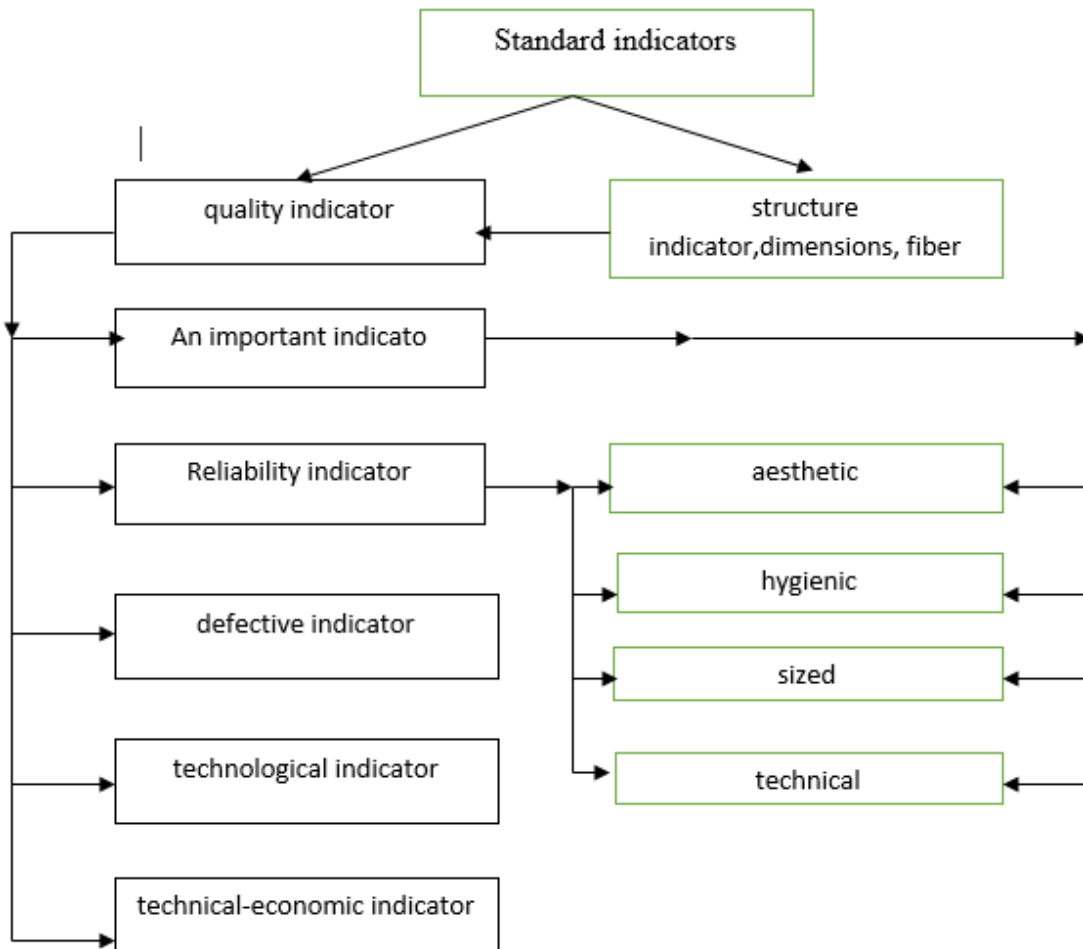 Standard indicators
quality indicator
structure
indicator,dimensions, fiber
An important indicato
Reliability indicator
aesthetic
hygienic
defective indicator
sized
technological indicator
technical
technical-economic indicator